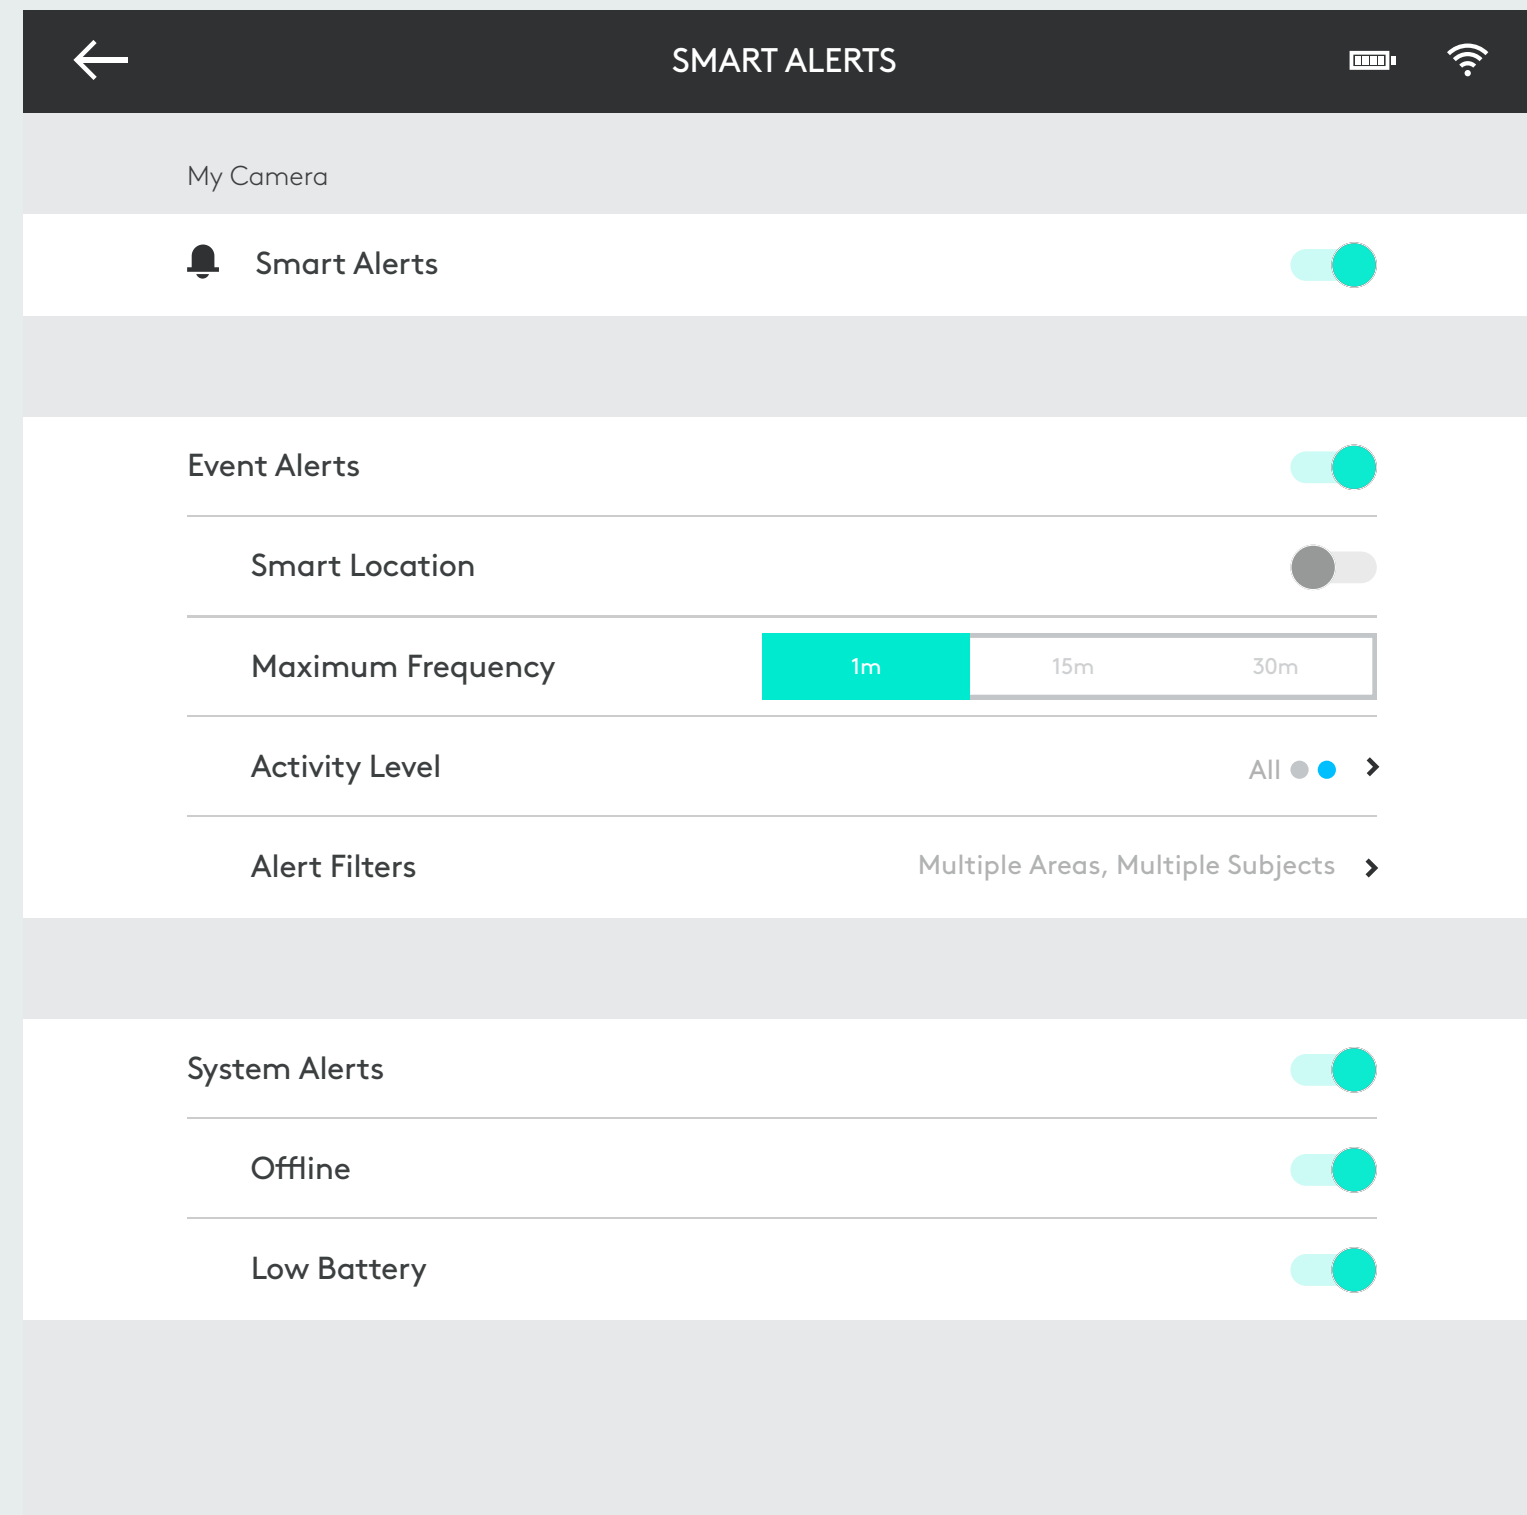 SMART ALERTS
My Camera
Smart Alerts
Event Alerts
Smart Location
Maximum Frequency 1m 15m 30m
Activity Level All
Alert Filters Multiple Areas, Multiple Subjects
System Alerts
Offline
Low Battery